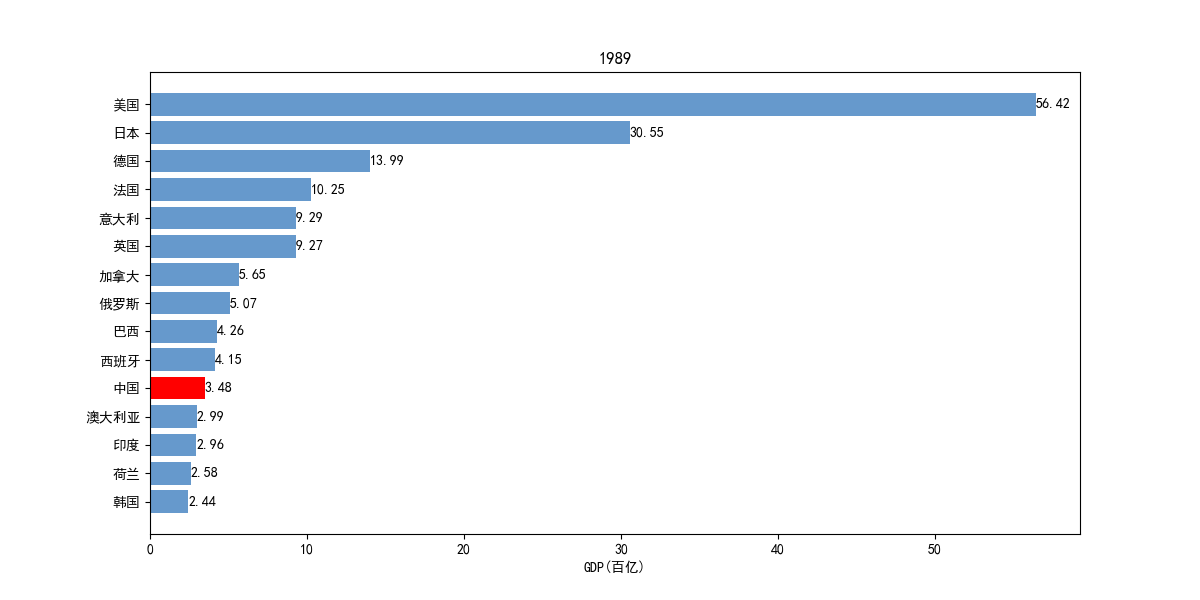 1989
美国 56.42
日本 30.55
德国 13.99
法国 10.25
意大利 9.29
英国 9.27
加拿大 5.65
俄罗斯 5.07
巴西 4.26
西班牙 4.15
中国 3.48
澳大利亚 2.99
印度 2.96
荷兰 2.58
韩国 2.44
0 10 20 30 40 50
GDP(百亿)